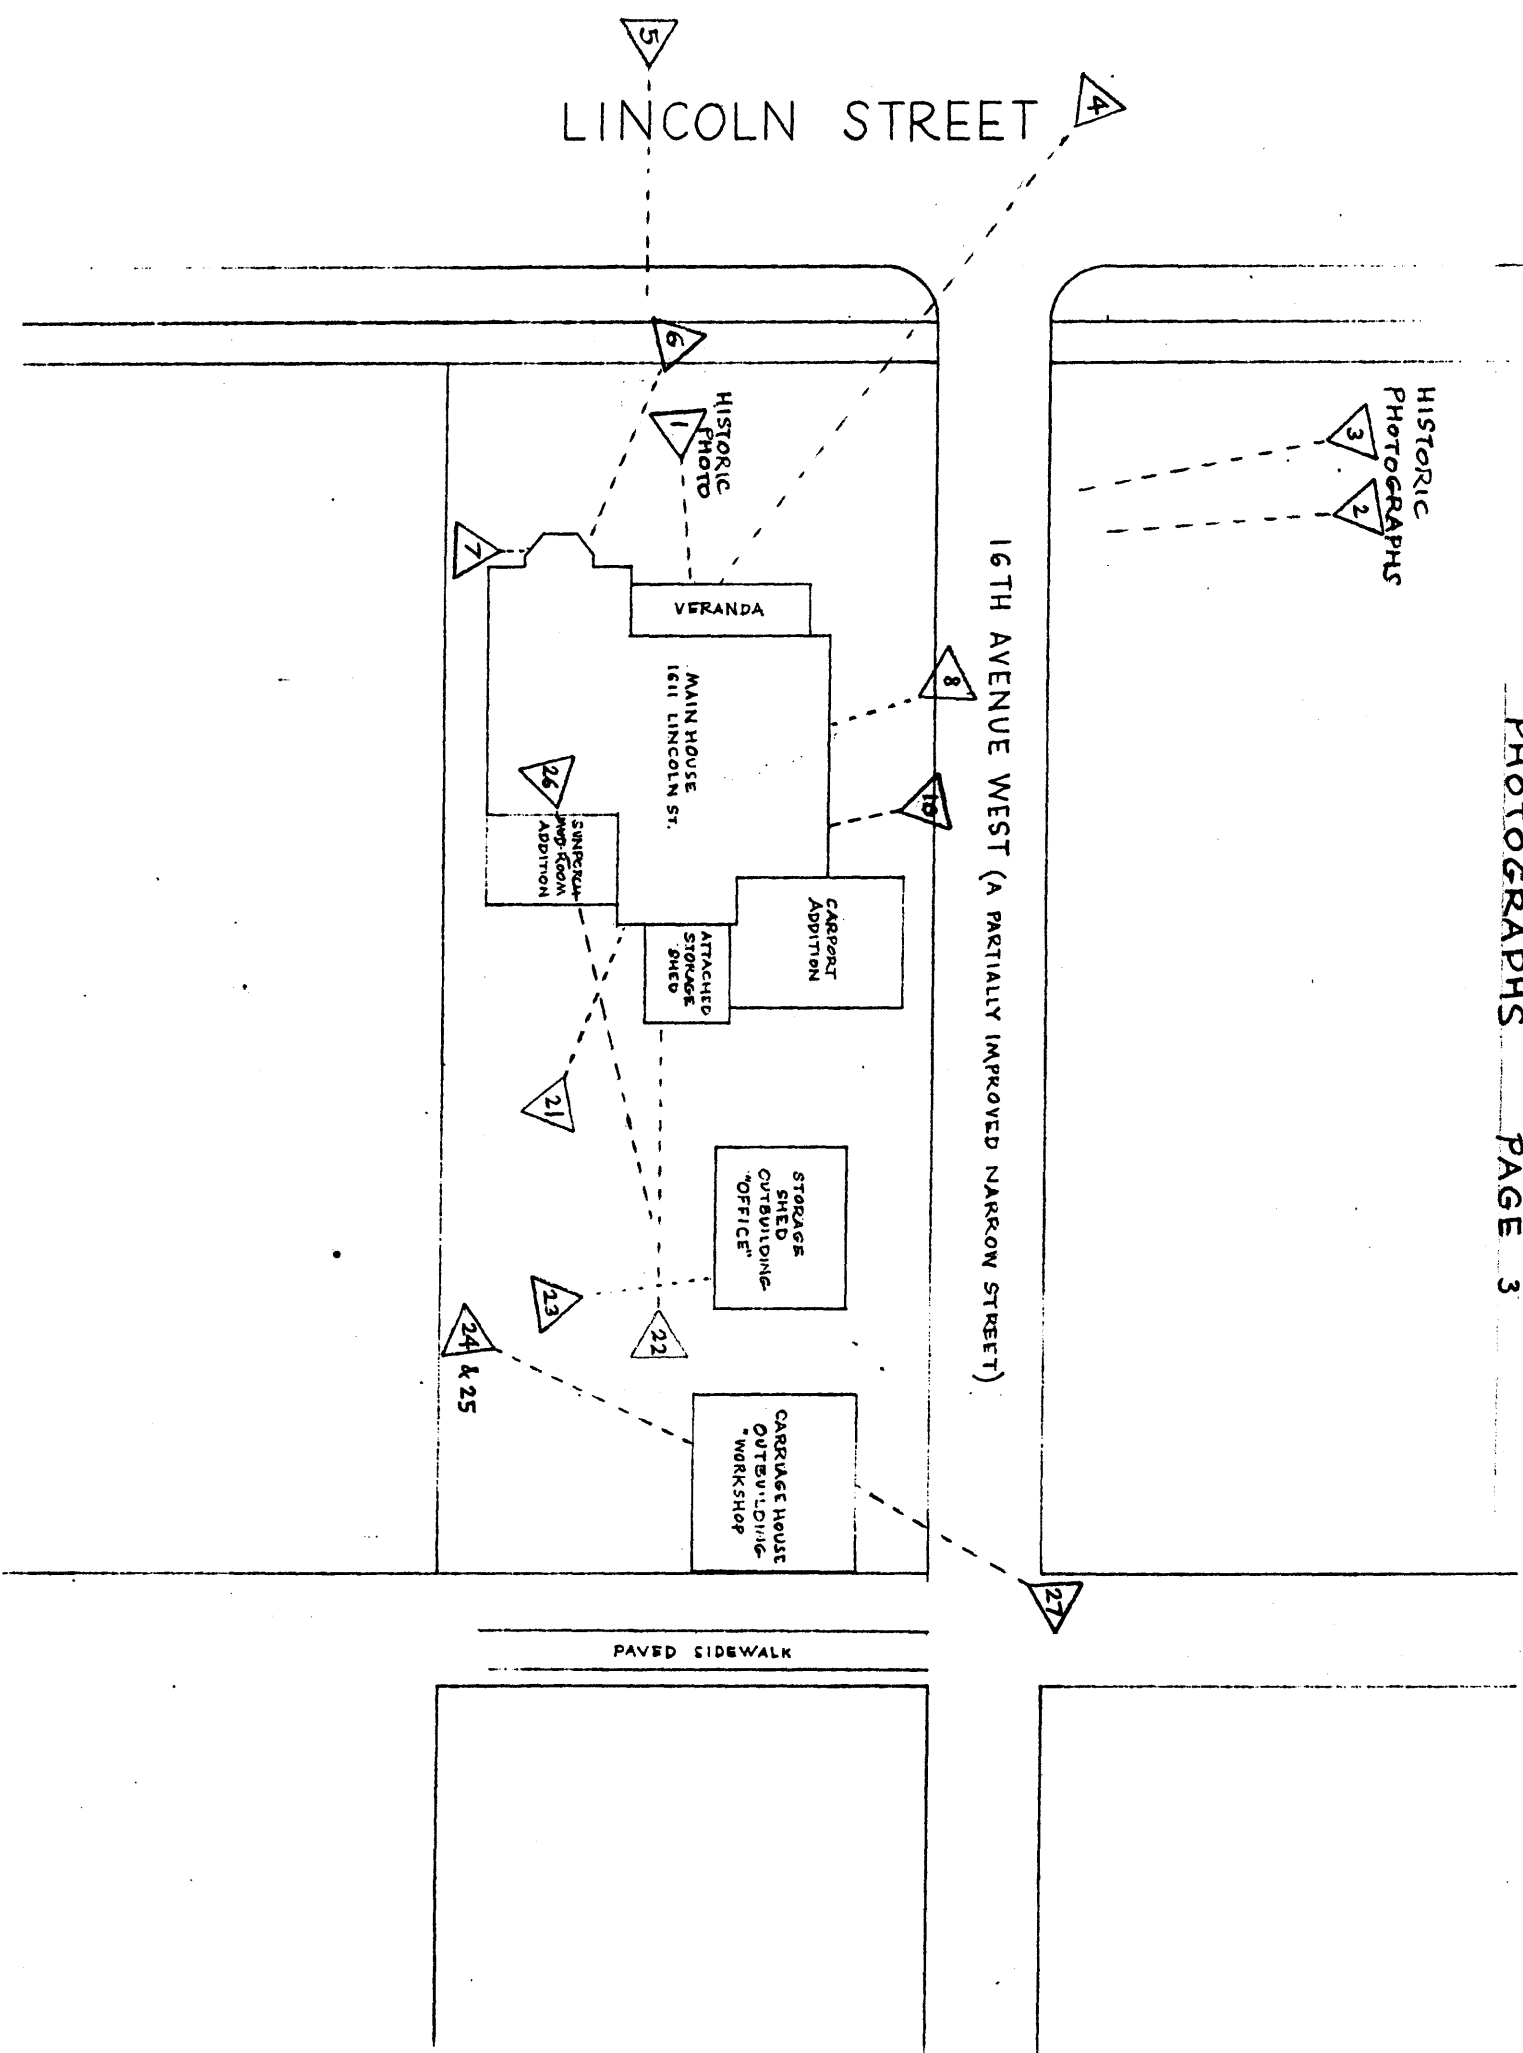 PHOTOGRAPHS PAGE 3
5
LINCOLN STREET
4
6
HISTORIC
PHOTO
1
HISTORIC
PHOTOGRAPHS
3
2
7
VERANDA
16TH AVENUE WEST (A PARTIALLY IMPROVED NARROW STREET)
8
MAIN HOUSE
1611 LINCOLN ST.
10
26
SUNPORCH
MUD-ROOM
ADDITION
CARPORT
ADDITION
ATTACHED
STORAGE
SHED
21
STORAGE
SHED
OUTBUILDING
"OFFICE"
23
22
24 & 25
CARRIAGE HOUSE
OUTBUILDING
"WORKSHOP
27
PAVED SIDEWALK